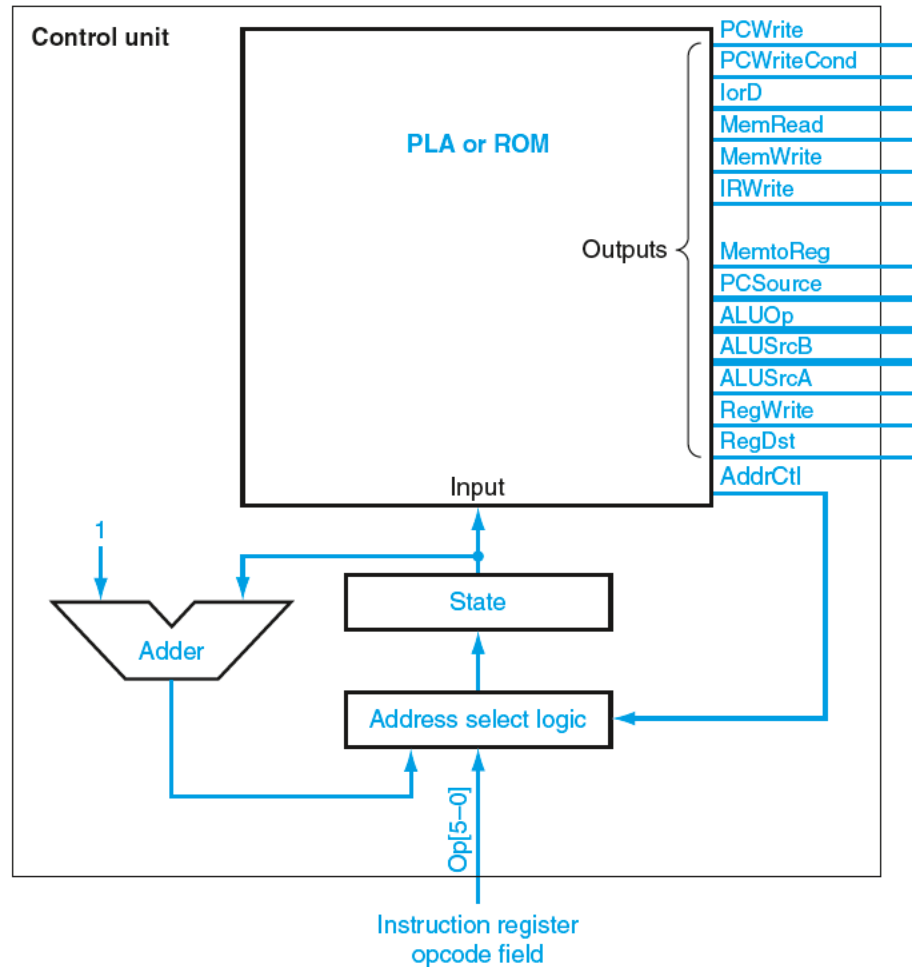 Control unit
PLA or ROM
Outputs
PCWrite
PCWriteCond
IorD
MemRead
MemWrite
IRWrite
MemtoReg
PCSource
ALUOp
ALUSrcB
ALUSrcA
RegWrite
RegDst
AddrCtl
Input
1
Adder
State
Address select logic
Op[5–0]
Instruction register
opcode field